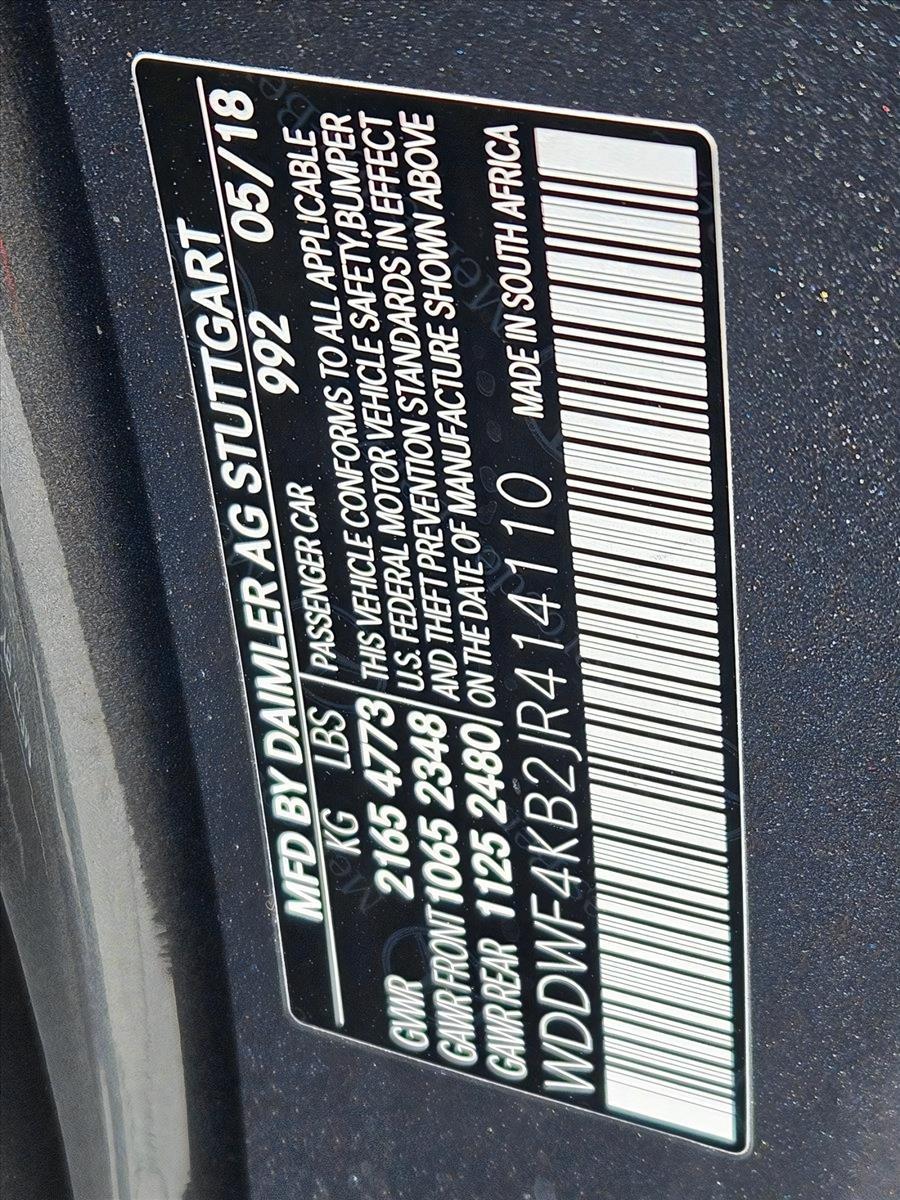 MFD BY DAIMLER AG STUTTGART
992 05/18
KG LBS PASSENGER CAR
GVWR 2165 4773 THIS VEHICLE CONFORMS TO ALL APPLICABLE
U.S. FEDERAL MOTOR VEHICLE SAFETY,BUMPER
GAWR FRONT 1065 2348 AND THEFT PREVENTION STANDARDS IN EFFECT
GAWR REAR 1125 2480 ON THE DATE OF MANUFACTURE SHOWN ABOVE
WDDWF4KB2JR414110 MADE IN SOUTH AFRICA